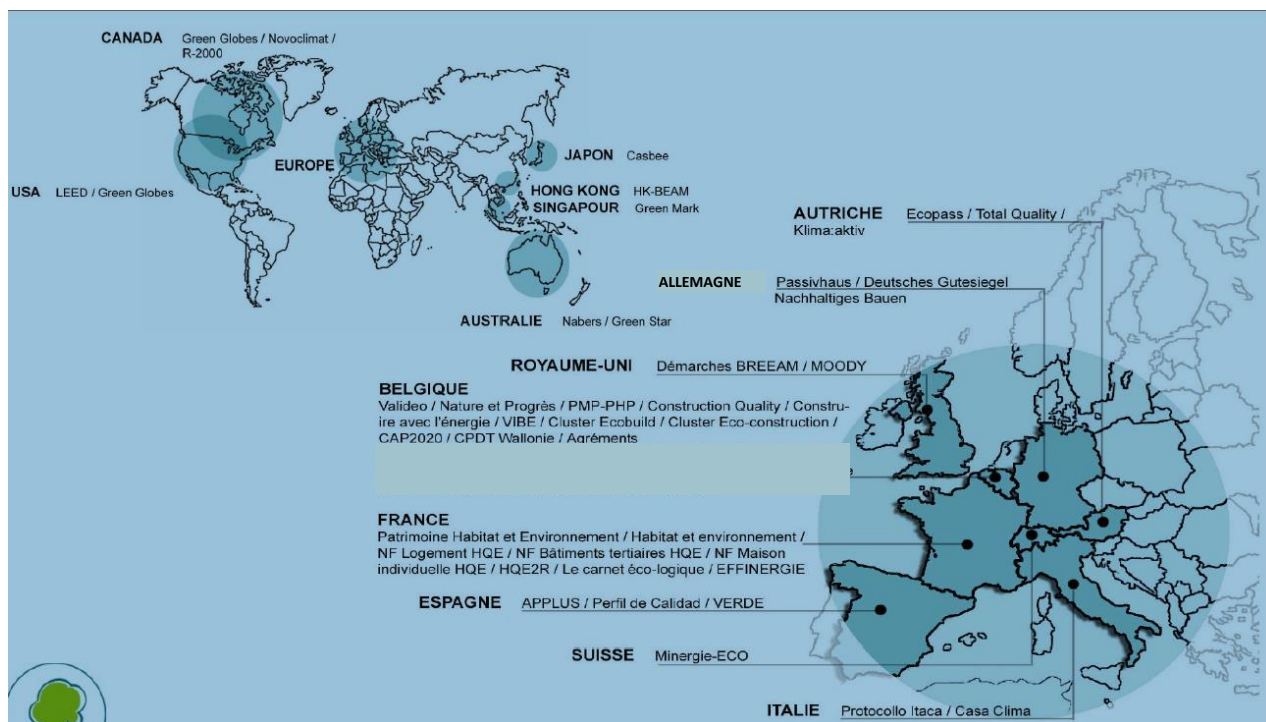 CANADA Green Globes / Novoclimat /
R-2000
EUROPE
JAPON Casbee
USA LEED / Green Globes
HONG KONG HK-BEAM
SINGAPOUR Green Mark
AUSTRALIE Nabers / Green Star
AUTRICHE Ecopass / Total Quality /
Klima:aktiv
ALLEMAGNE Passivhaus / Deutsches Gutesiegel
Nachhaltiges Bauen
ROYAUME-UNI Démarches BREEAM / MOODY
BELGIQUE
Valideo / Nature et Progrès / PMP-PHP / Construction Quality / Constru-
ire avec l'énergie / VIBE / Cluster Ecobuild / Cluster Eco-construction /
CAP2020 / CPDT Wallonie / Agréments
FRANCE
Patrimoine Habitat et Environnement / Habitat et environnement /
NF Logement HQE / NF Bâtiments tertiaires HQE / NF Maison
individuelle HQE / HQE2R / Le carnet éco-logique / EFFINERGIE
ESPAGNE APPLUS / Perfil de Calidad / VERDE
SUISSE Minergie-ECO
ITALIE Protocollo Itaca / Casa Clima